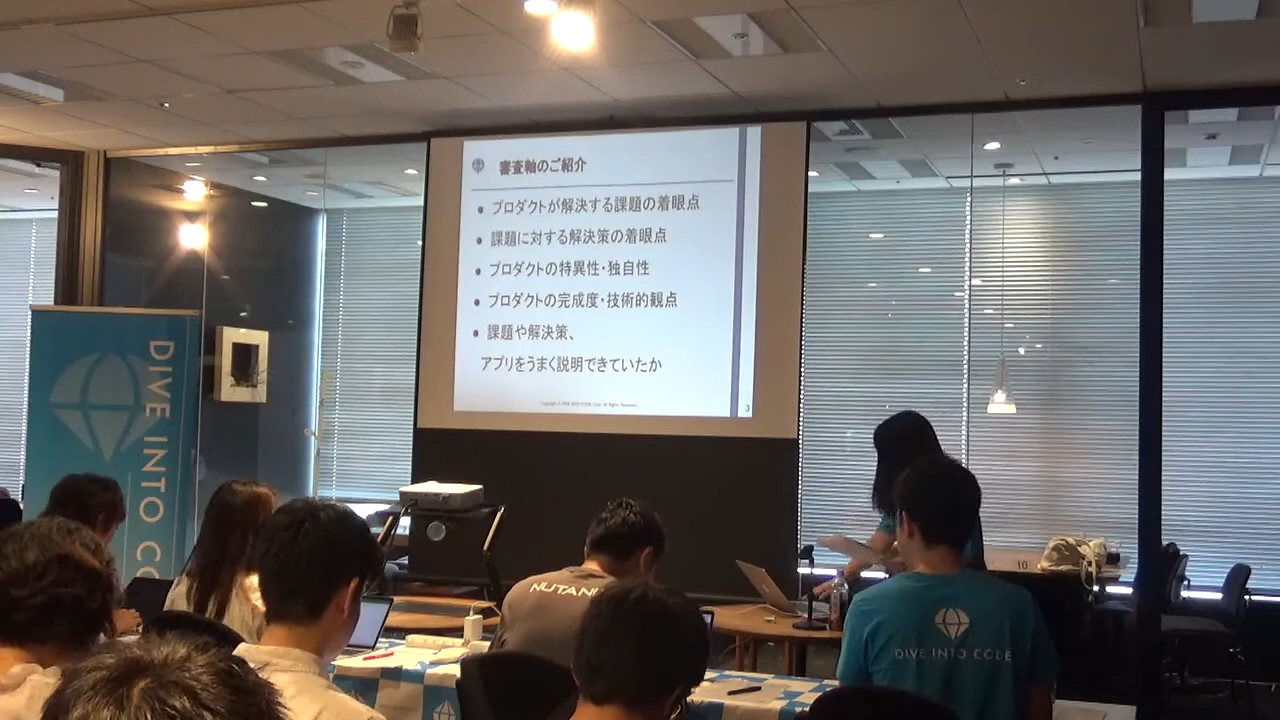 審査軸のご紹介
プロダクトが解決する課題の着眼点
課題に対する解決策の着眼点
プロダクトの特異性・独自性
プロダクトの完成度・技術的観点
課題や解決策、
アプリをうまく説明できていたか
3
DIVE INTO C
NUTANI
10
DIVE INTO CODE